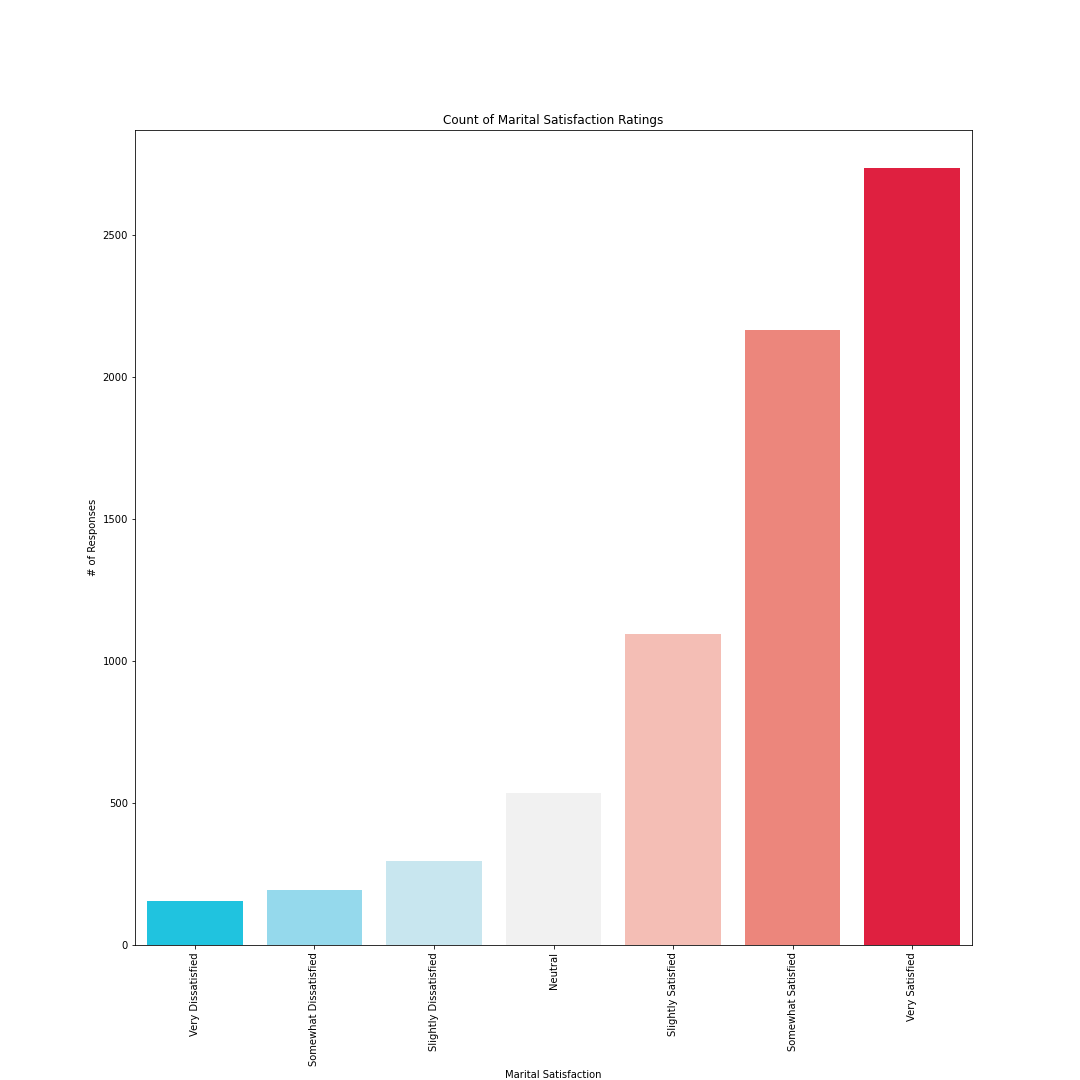 Count of Marital Satisfaction Ratings
# of Responses
2500
2000
1500
1000
500
0
Very Dissatisfied
Somewhat Dissatisfied
Slightly Dissatisfied
Neutral
Slightly Satisfied
Somewhat Satisfied
Very Satisfied
Marital Satisfaction